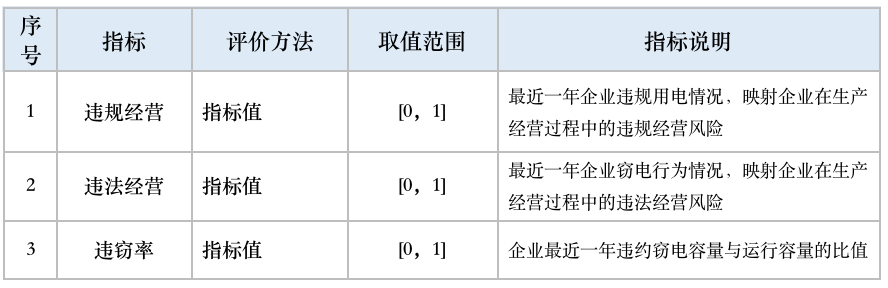 序号 指标 评价方法 取值范围 指标说明
1 违规经营 指标值 [0，1] 最近一年企业违规用电情况，映射企业在生产
经营过程中的违规经营风险
2 违法经营 指标值 [0，1] 最近一年企业窃电行为情况，映射企业在生产
经营过程中的违法经营风险
3 违窃率 指标值 [0，1] 企业最近一年违约窃电容量与运行容量的比值